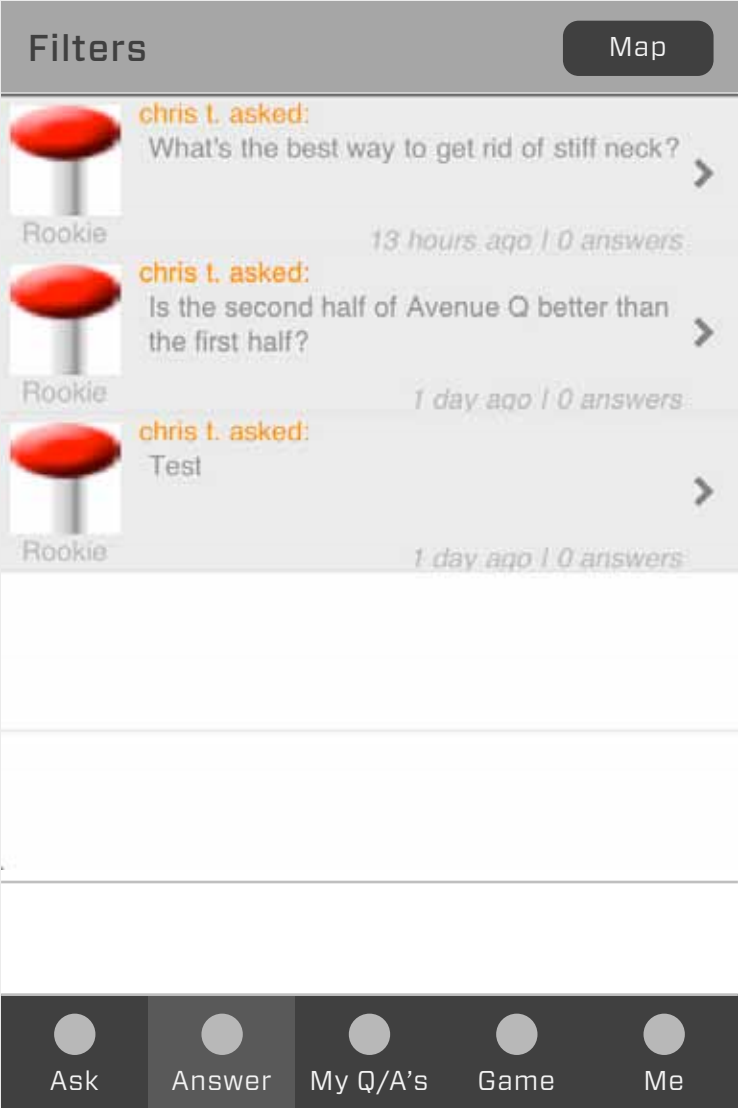 Filters
Map
chris t. asked:
What's the best way to get rid of stiff neck?
Rookie
13 hours ago | 0 answers
chris t. asked:
Is the second half of Avenue Q better than
the first half?
Rookie
1 day ago | 0 answers
chris t. asked:
Test
Rookie
1 day ago | 0 answers
Ask
Answer
My Q/A's
Game
Me